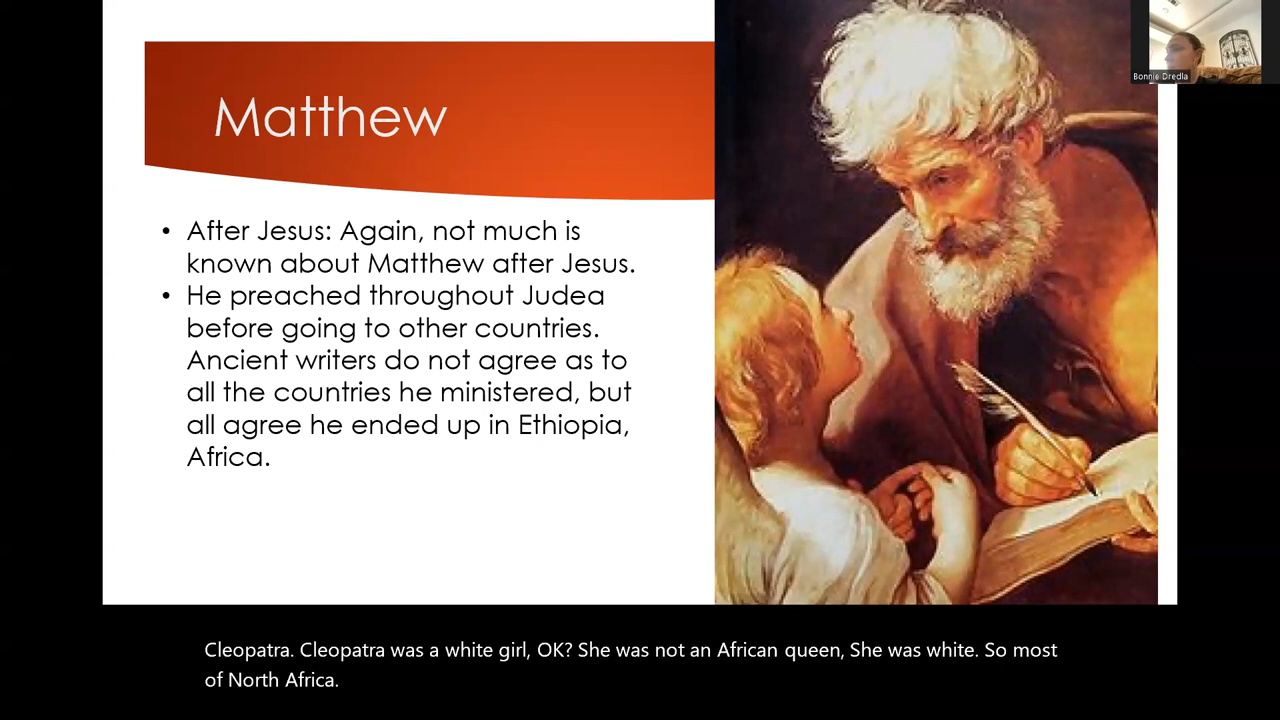 Matthew
• After Jesus: Again, not much is
known about Matthew after Jesus.
• He preached throughout Judea
before going to other countries.
Ancient writers do not agree as to
all the countries he ministered, but
all agree he ended up in Ethiopia,
Africa.
Bonnie Dredla
Cleopatra. Cleopatra was a white girl, OK? She was not an African queen, She was white. So most
of North Africa.